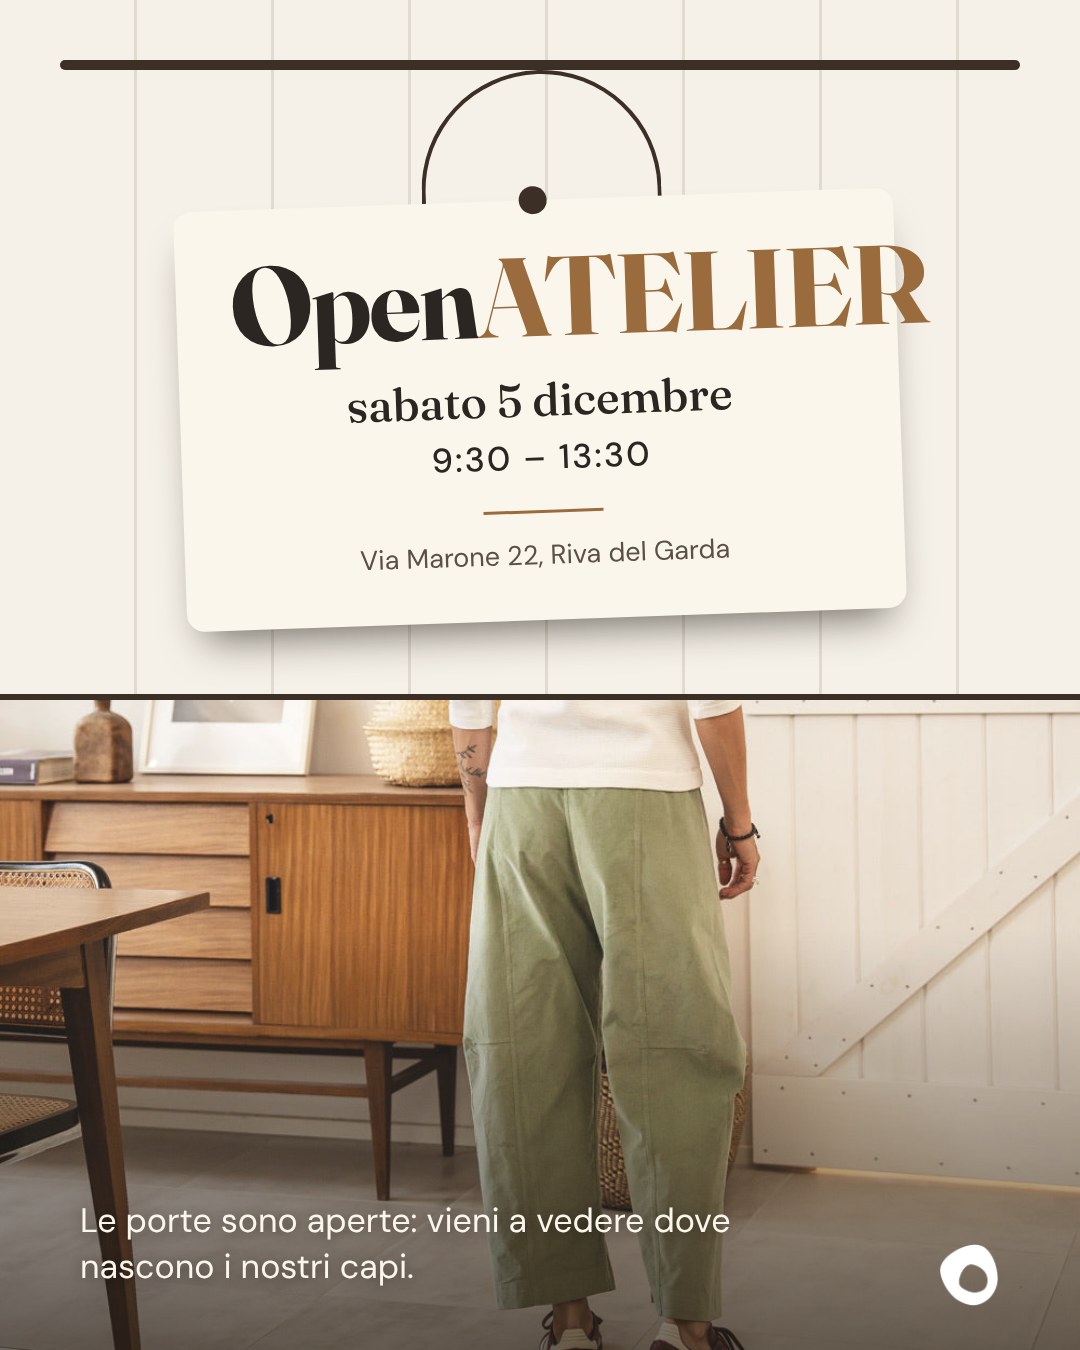 OpenATELIER
sabato 5 dicembre
9:30 – 13:30
Via Marone 22, Riva del Garda
Le porte sono aperte: vieni a vedere dove
nascono i nostri capi.